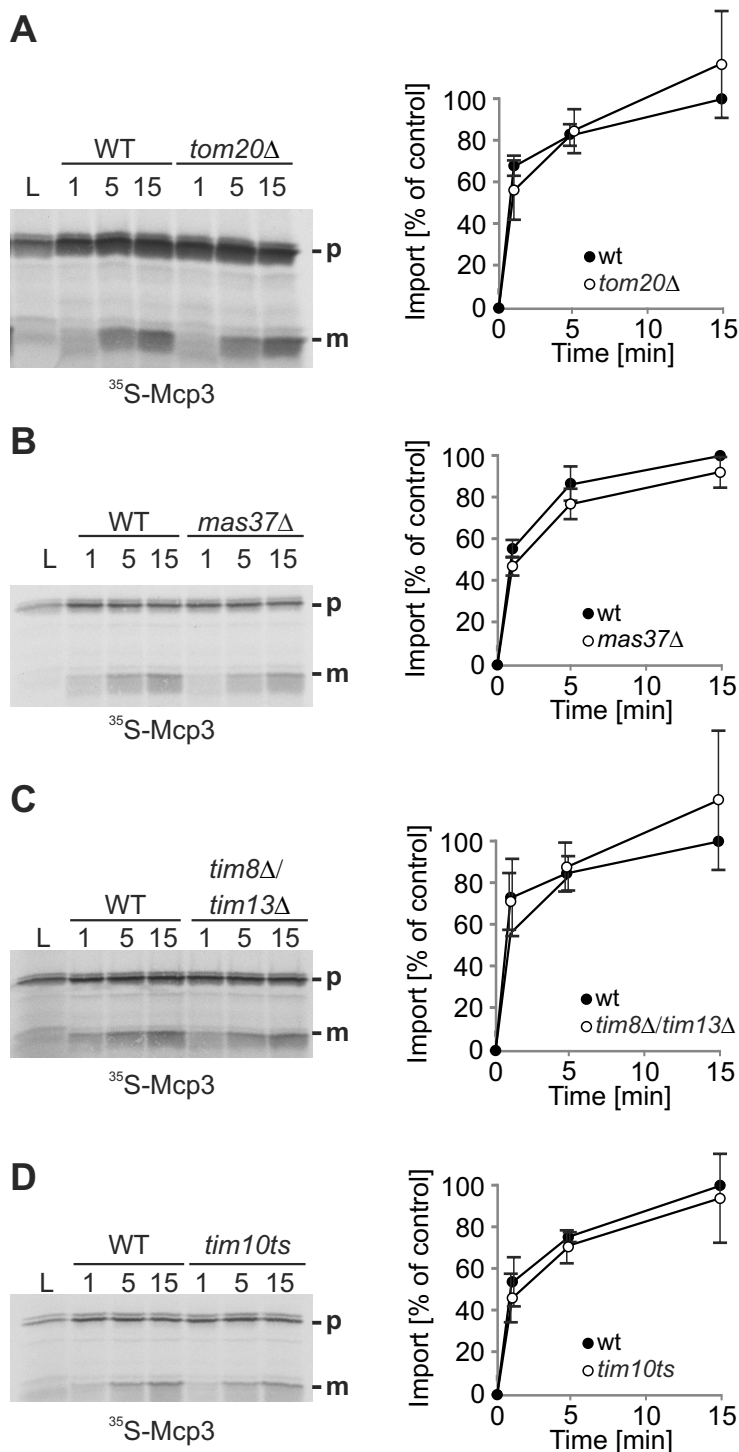 A
WT tom20Δ
L 1 5 15 1 5 15
p
m
³⁵S-Mcp3
Import [% of control]
100
80
60
40
20
0
0 5 10 15
Time [min]
wt
tom20Δ
B
WT mas37Δ
L 1 5 15 1 5 15
p
m
³⁵S-Mcp3
Import [% of control]
100
80
60
40
20
0
0 5 10 15
Time [min]
wt
mas37Δ
C
tim8Δ/
WT tim13Δ
L 1 5 15 1 5 15
p
m
³⁵S-Mcp3
Import [% of control]
100
80
60
40
20
0
0 5 10 15
Time [min]
wt
tim8Δ/tim13Δ
D
WT tim10ts
L 1 5 15 1 5 15
p
m
³⁵S-Mcp3
Import [% of control]
100
80
60
40
20
0
0 5 10 15
Time [min]
wt
tim10ts